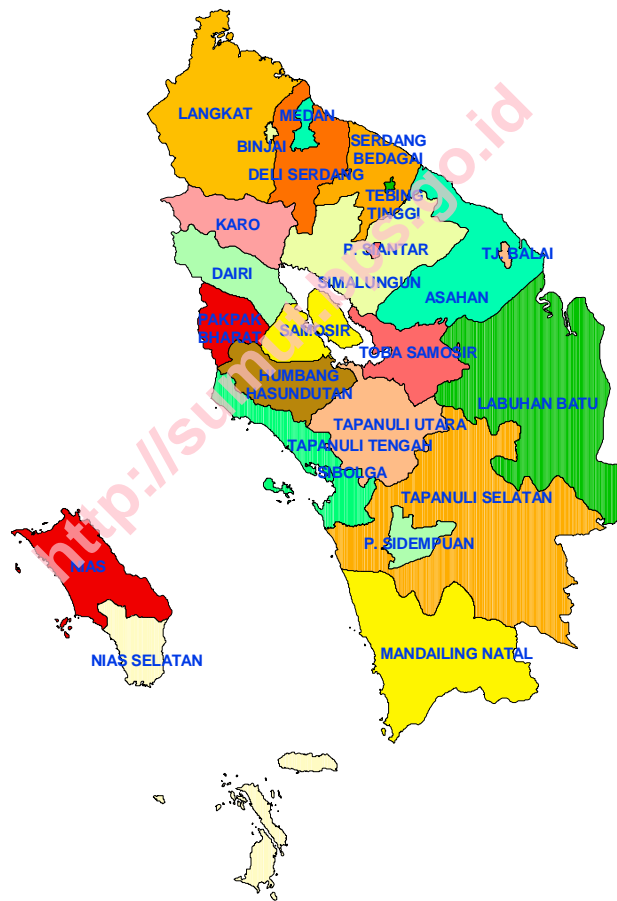 LANGKAT
MEDAN
BINJAI
SERDANG
BEDAGAI
DELI SERDANG
TEBING
TINGGI
KARO
P. SIANTAR
TJ. BALAI
DAIRI
SIMALUNGUN
ASAHAN
PAKPAK
BHARAT
SAMOSIR
TOBA SAMOSIR
HUMBANG
HASUNDUTAN
LABUHAN BATU
TAPANULI UTARA
TAPANULI TENGAH
SIBOLGA
TAPANULI SELATAN
P. SIDEMPUAN
NIAS
NIAS SELATAN
MANDAILING NATAL
http://sumut.bps.go.id